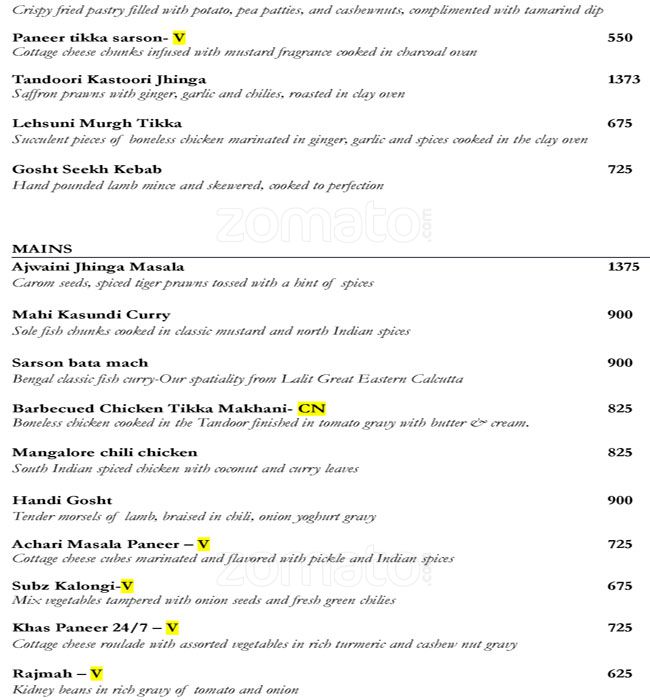 Crispy fried pastry filled with potato, pea patties, and cashewnuts, complimented with tamarind dip
Paneer tikka sarson- V 550
Cottage cheese chunks infused with mustard fragrance cooked in charcoal ovan
Tandoori Kastoori Jhinga 1373
Saffron prawns with ginger, garlic and chilies, roasted in clay oven
Lehsuni Murgh Tikka 675
Succulent pieces of boneless chicken marinated in ginger, garlic and spices cooked in the clay oven
Gosht Seekh Kebab 725
Hand pounded lamb mince and skewered, cooked to perfection
zomato.com
MAINS
Ajwaini Jhinga Masala 1375
Carom seeds, spiced tiger prawns tossed with a hint of spices
Mahi Kasundi Curry 900
Sole fish chunks cooked in classic mustard and north Indian spices
Sarson bata mach 900
Bengal classic fish curry-Our spatiality from Lalit Great Eastern Calcutta
Barbecued Chicken Tikka Makhani- CN 825
Boneless chicken cooked in the Tandoor finished in tomato gravy with butter & cream.
Mangalore chili chicken 825
South Indian spiced chicken with coconut and curry leaves
Handi Gosht 900
Tender morsels of lamb, braised in chili, onion yoghurt gravy
Achari Masala Paneer – V 725
Cottage cheese cubes marinated and flavored with pickle and Indian spices
zomato.com
Subz Kalongi-V 675
Mix vegetables tampered with onion seeds and fresh green chilies
Khas Paneer 24/7 – V 725
Cottage cheese roulade with assorted vegetables in rich turmeric and cashew nut gravy
Rajmah – V 625
Kidney beans in rich gravy of tomato and onion